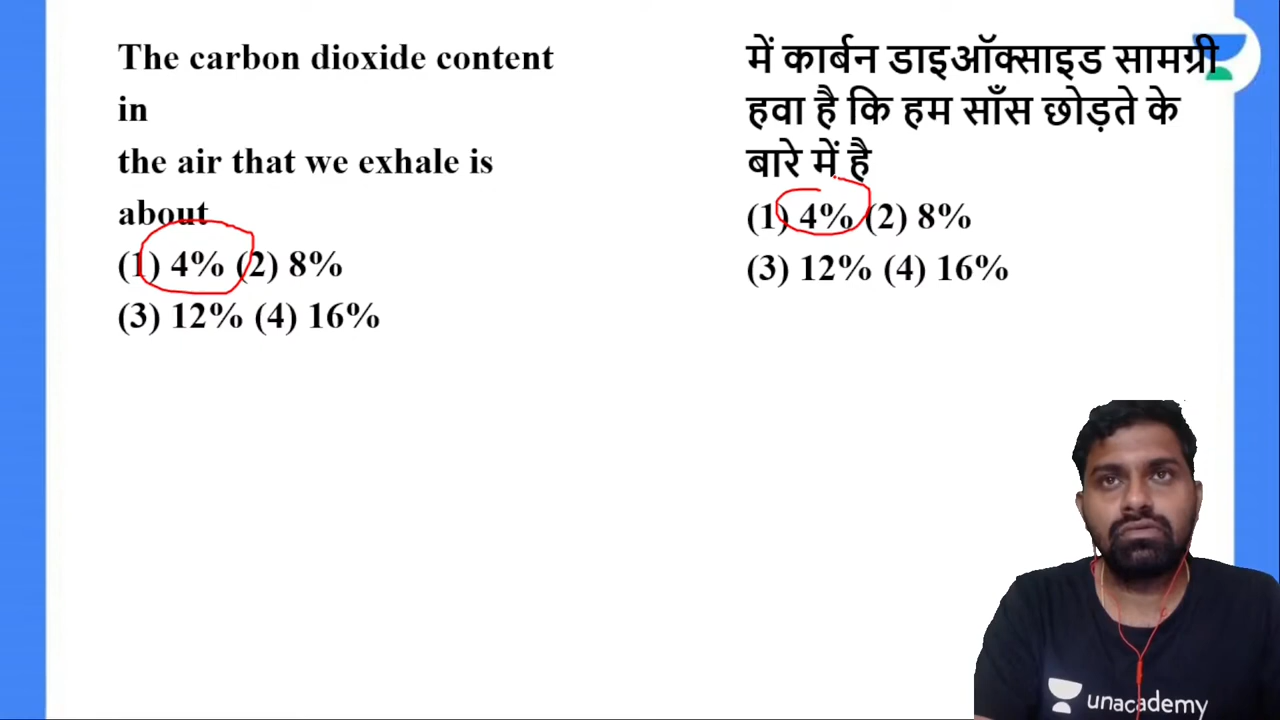 The carbon dioxide content
in
the air that we exhale is
about
(1) 4% (2) 8%
(3) 12% (4) 16%
में कार्बन डाइऑक्साइड सामग्री
हवा है कि हम साँस छोड़ते के
बारे में है
(1) 4% (2) 8%
(3) 12% (4) 16%
unacademy